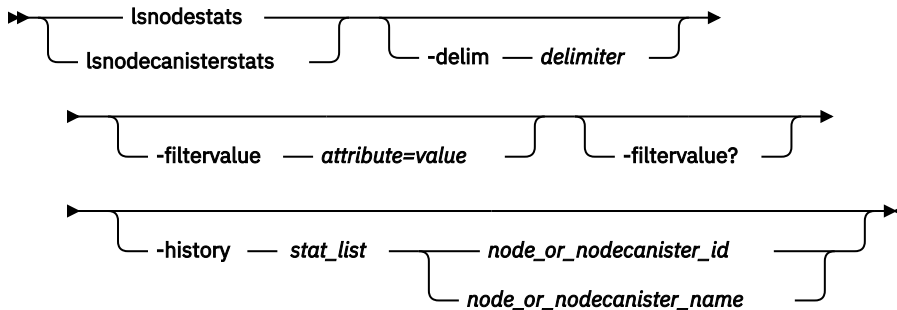 lsnodestats
lsnodecanisterstats
-delim delimiter
-filtervalue attribute=value -filtervalue?
-history stat_list node_or_nodecanister_id
node_or_nodecanister_name